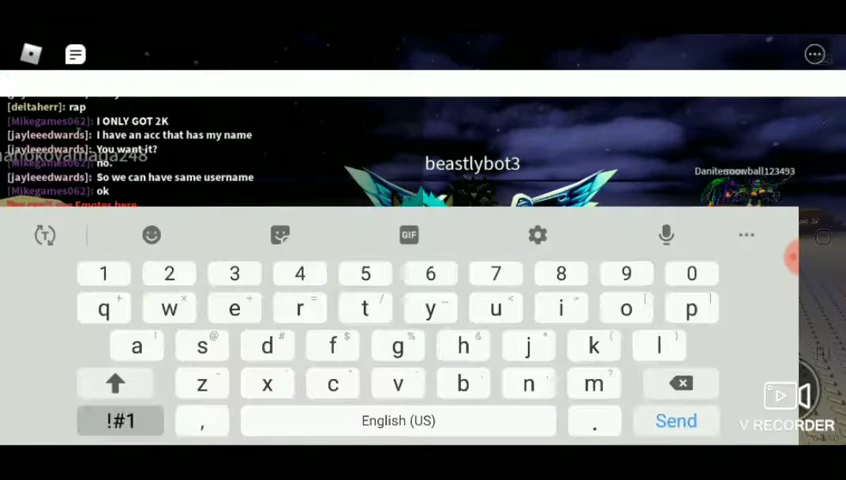 [deltaherr]: rap
[Mikegames062]: I ONLY GOT 2K
[jayleeedwards]: I have an acc that has my name
[jayleeedwards]: You want it?
[Mikegames062]: no.
[jayleeedwards]: So we can have same username
[Mikegames062]: ok
beastlybot3
GIF
1 2 3 4 5 6 7 8 9 0
q w e r t y u i o p
a s d f g h j k l
z x c v b n m
!#1 , English (US) . Send
V RECORDER